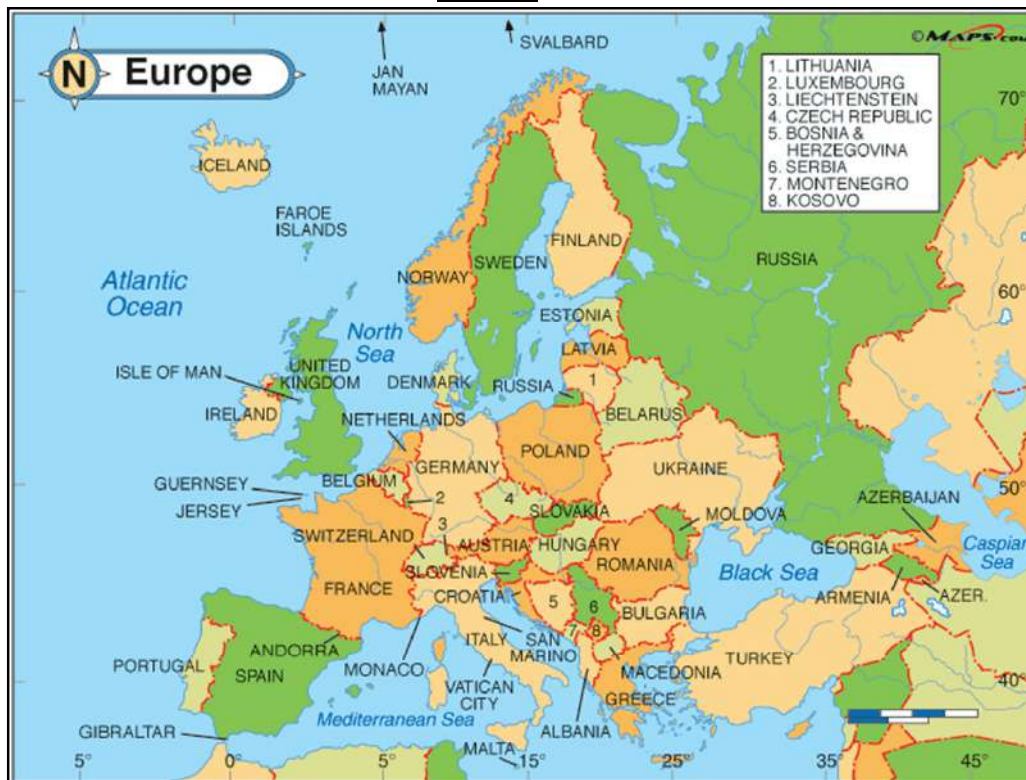 N Europe
SVALBARD
JAN
MAYAN
©MAPS.com
1. LITHUANIA
2. LUXEMBOURG
3. LIECHTENSTEIN
4. CZECH REPUBLIC
5. BOSNIA &
HERZEGOVINA
6. SERBIA
7. MONTENEGRO
8. KOSOVO
70°
ICELAND
FAROE
ISLANDS
FINLAND
SWEDEN
RUSSIA
NORWAY
Atlantic
Ocean
60°
North
Sea
ESTONIA
LATVIA
UNITED
KINGDOM
ISLE OF MAN
DENMARK
RUSSIA
1
IRELAND
NETHERLANDS
BELARUS
POLAND
GERMANY
UKRAINE
BELGIUM
GUERNSEY
JERSEY
2
4
50°
AZERBAIJAN
SLOVAKIA
MOLDOVA
3
SWITZERLAND
AUSTRIA
HUNGARY
GEORGIA
Caspian
Sea
SLOVENIA
ROMANIA
Black Sea
FRANCE
CROATIA
5
6
ARMENIA
AZER.
BULGARIA
7
8
ITALY
SAN
MARINO
ANDORRA
PORTUGAL
SPAIN
MONACO
MACEDONIA
TURKEY
40°
VATICAN
CITY
GREECE
Mediterranean Sea
ALBANIA
GIBRALTAR
MALTA
5°
0°
5°
15°
25°
35°
45°